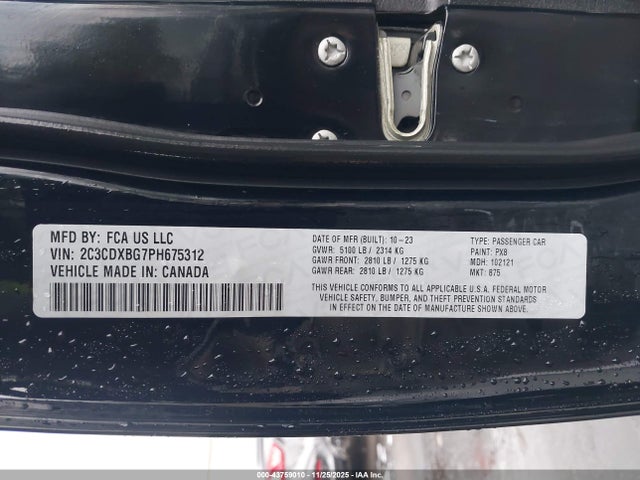 MFD BY: FCA US LLC
VIN: 2C3CDXBG7PH675312
VEHICLE MADE IN: CANADA
DATE OF MFR (BUILT): 10-23
GVWR: 5100 LB / 2314 KG
GAWR FRONT: 2810 LB / 1275 KG
GAWR REAR: 2810 LB / 1275 KG
TYPE: PASSENGER CAR
PAINT: PX8
MDH: 102121
MKT: 875
THIS VEHICLE CONFORMS TO ALL APPLICABLE U.S.A. FEDERAL MOTOR
VEHICLE SAFETY, BUMPER, AND THEFT PREVENTION STANDARDS
IN EFFECT ON THE DATE OF MANUFACTURE SHOWN ABOVE.
000-43759010 - 11/25/2025 - IAA, Inc.